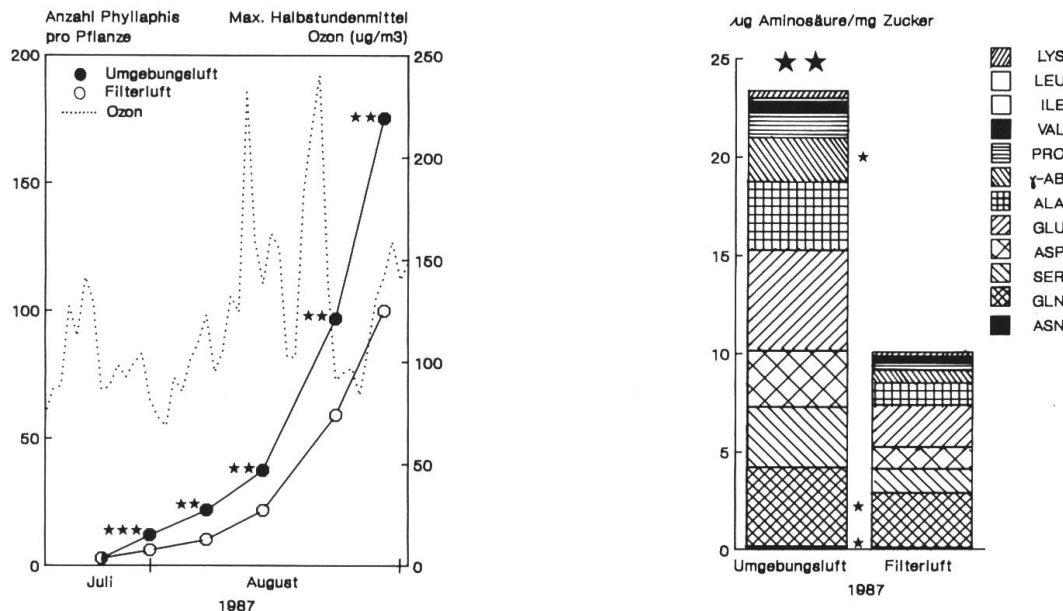 Anzahl Phyllaphis
pro Pflanze
Max. Halbstundenmittel
Ozon (ug/m3)
200
150
100
50
0
250
200
150
100
50
0
● Umgebungsluft
○ Filterluft
Ozon
★★★
★★
★★
★★
★★
Juli
August
1987
µg Aminosäure/mg Zucker
25
20
15
10
5
0
★★
★
★
★
LYS
LEU
ILE
VAL
PRO
γ-AB
ALA
GLU
ASP
SER
GLN
ASN
Umgebungsluft
Filterluft
1987